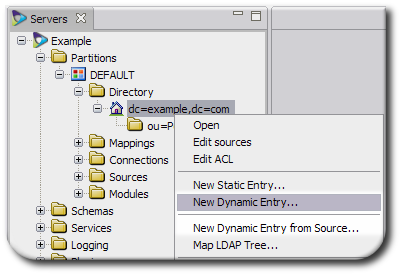 Servers
Example
Partitions
DEFAULT
Directory
dc=example,dc=com
ou=P
Open
Edit sources
Mappings
Edit ACL
Connections
Sources
New Static Entry...
Modules
New Dynamic Entry...
Schemas
Services
New Dynamic Entry from Source...
Logging
Map LDAP Tree...